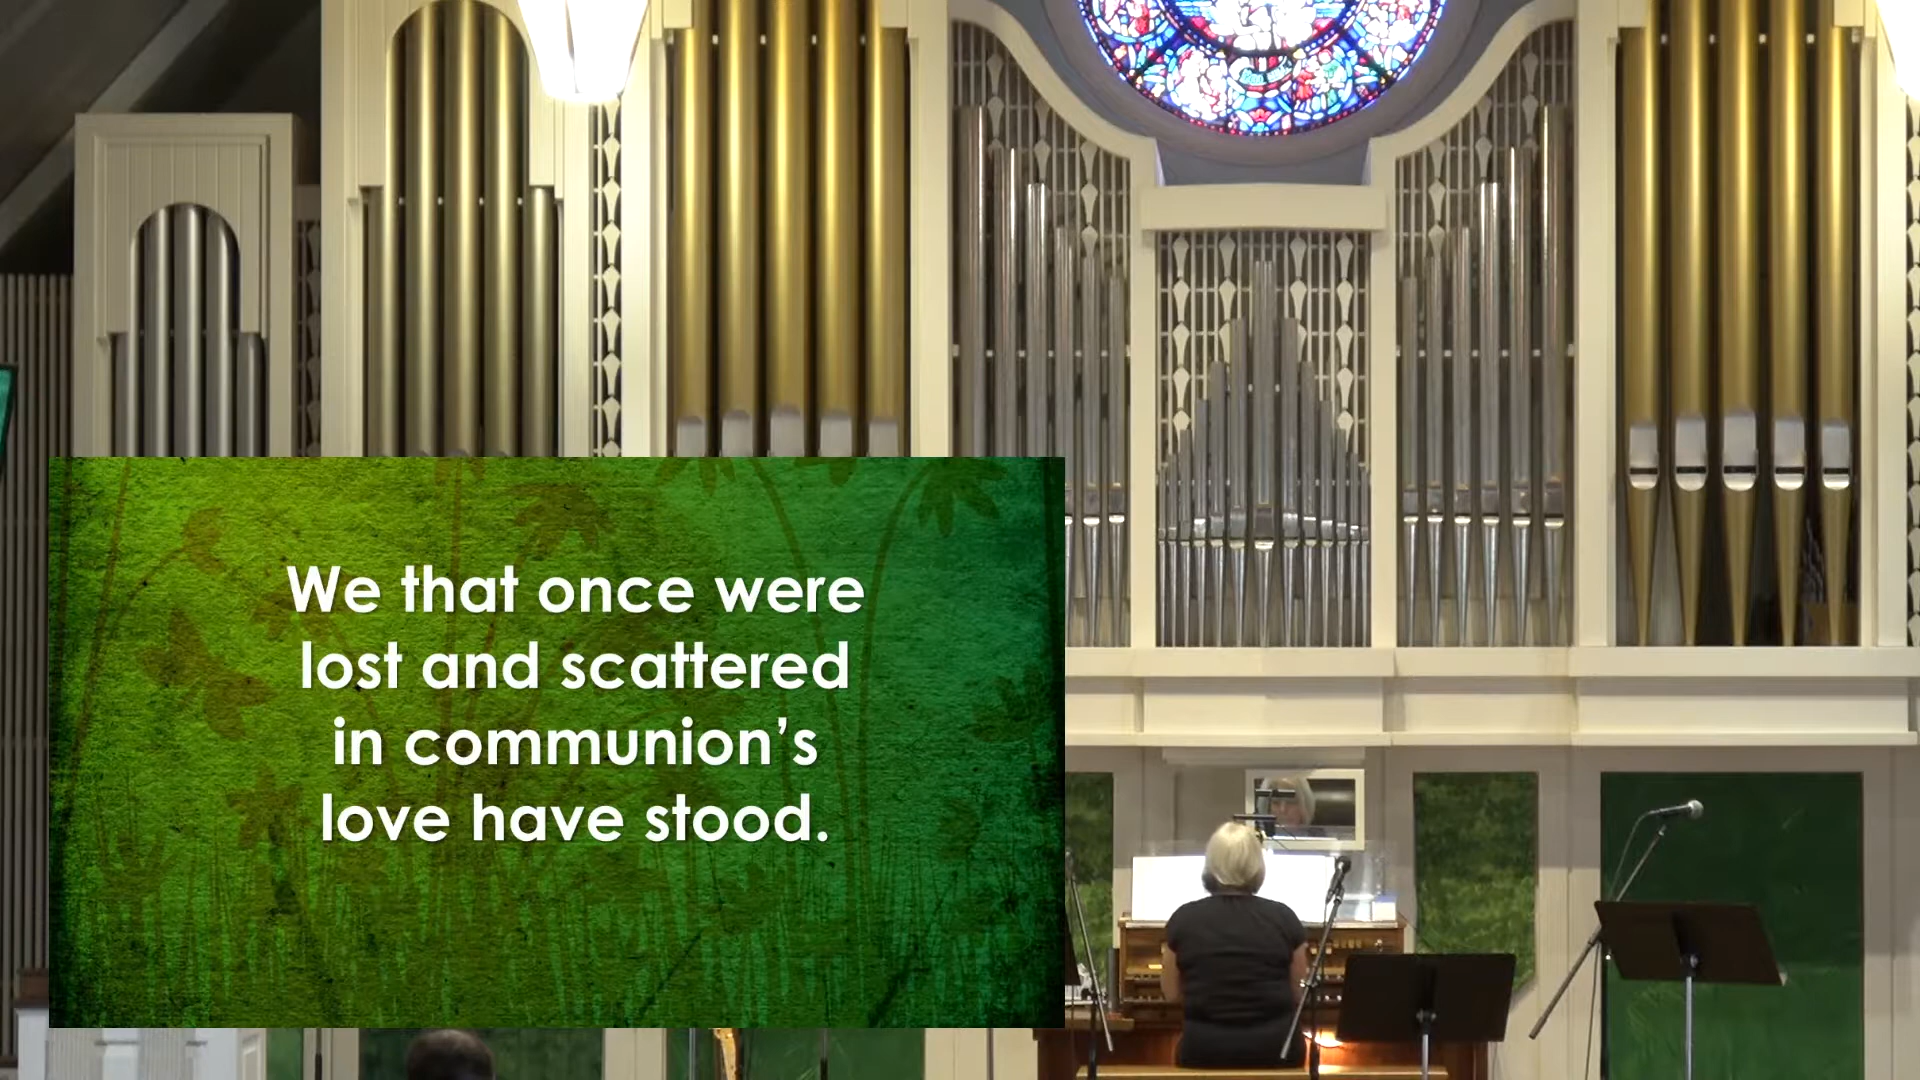 We that once were
lost and scattered
in communion’s
love have stood.